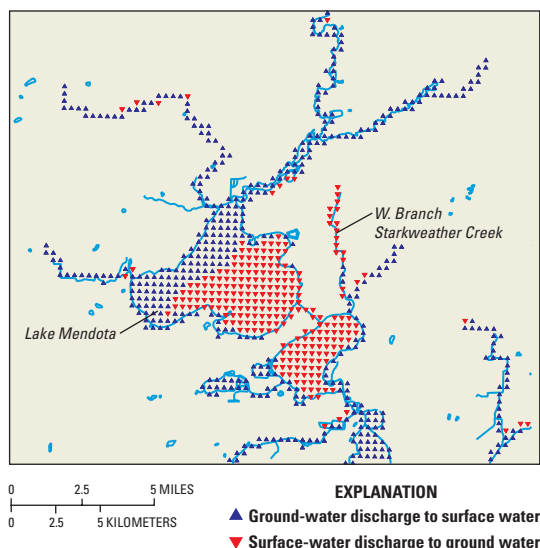 W. Branch
Starkweather Creek
Lake Mendota
0 2.5 5 MILES
0 2.5 5 KILOMETERS
EXPLANATION
Ground-water discharge to surface water
Surface-water discharge to ground water